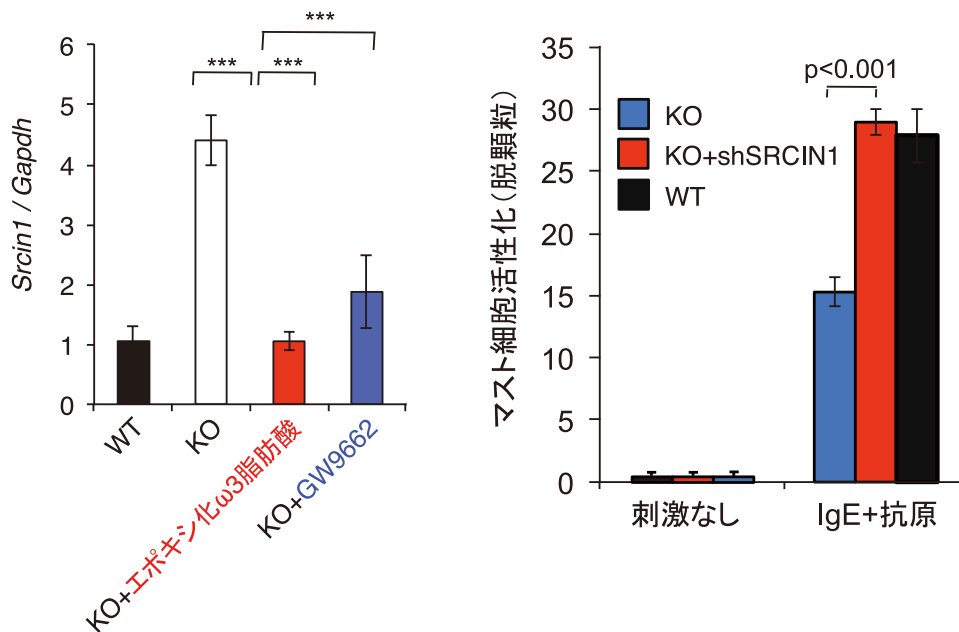 Srcin1 / Gapdh
6
5
4
3
2
1
0
***
***
***
WT
KO
KO+エポキシ化ω3脂肪酸
KO+GW9662
マスト細胞活性化（脱顆粒）
35
30
25
20
15
10
5
0
p<0.001
KO
KO+shSRCIN1
WT
刺激なし
IgE+抗原